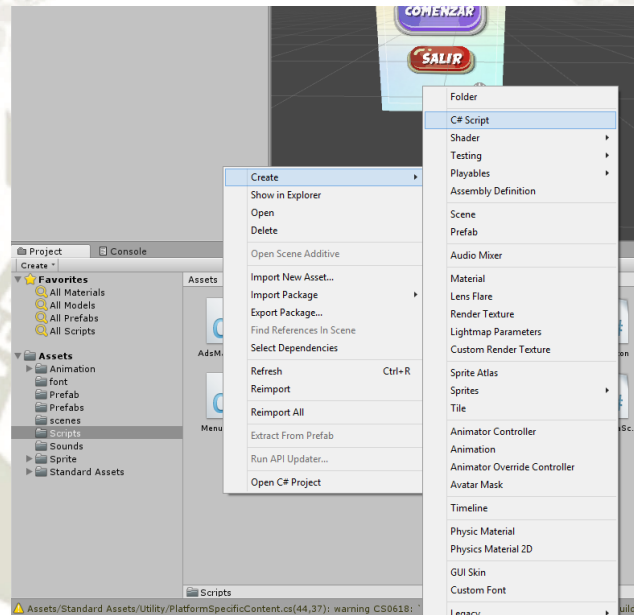 COMENZAR
SALIR
Create
Show in Explorer
Open
Delete
Open Scene Additive
Import New Asset...
Import Package
Export Package...
Find References In Scene
Select Dependencies
Refresh Ctrl+R
Reimport
Reimport All
Extract From Prefab
Run API Updater...
Open C# Project
Folder
C# Script
Shader
Testing
Playables
Assembly Definition
Scene
Prefab
Audio Mixer
Material
Lens Flare
Render Texture
Lightmap Parameters
Custom Render Texture
Sprite Atlas
Sprites
Tile
Animator Controller
Animation
Animator Override Controller
Avatar Mask
Timeline
Physic Material
Physics Material 2D
GUI Skin
Custom Font
Legacy
Project Console
Create
Favorites
All Materials
All Models
All Prefabs
All Scripts
Assets
Animation
font
Prefab
Prefabs
scenes
Scripts
Sounds
Sprite
Standard Assets
Assets
Scripts
Assets/Standard Assets/Utility/PlatformSpecificContent.cs(44,37): warning CS0618: `